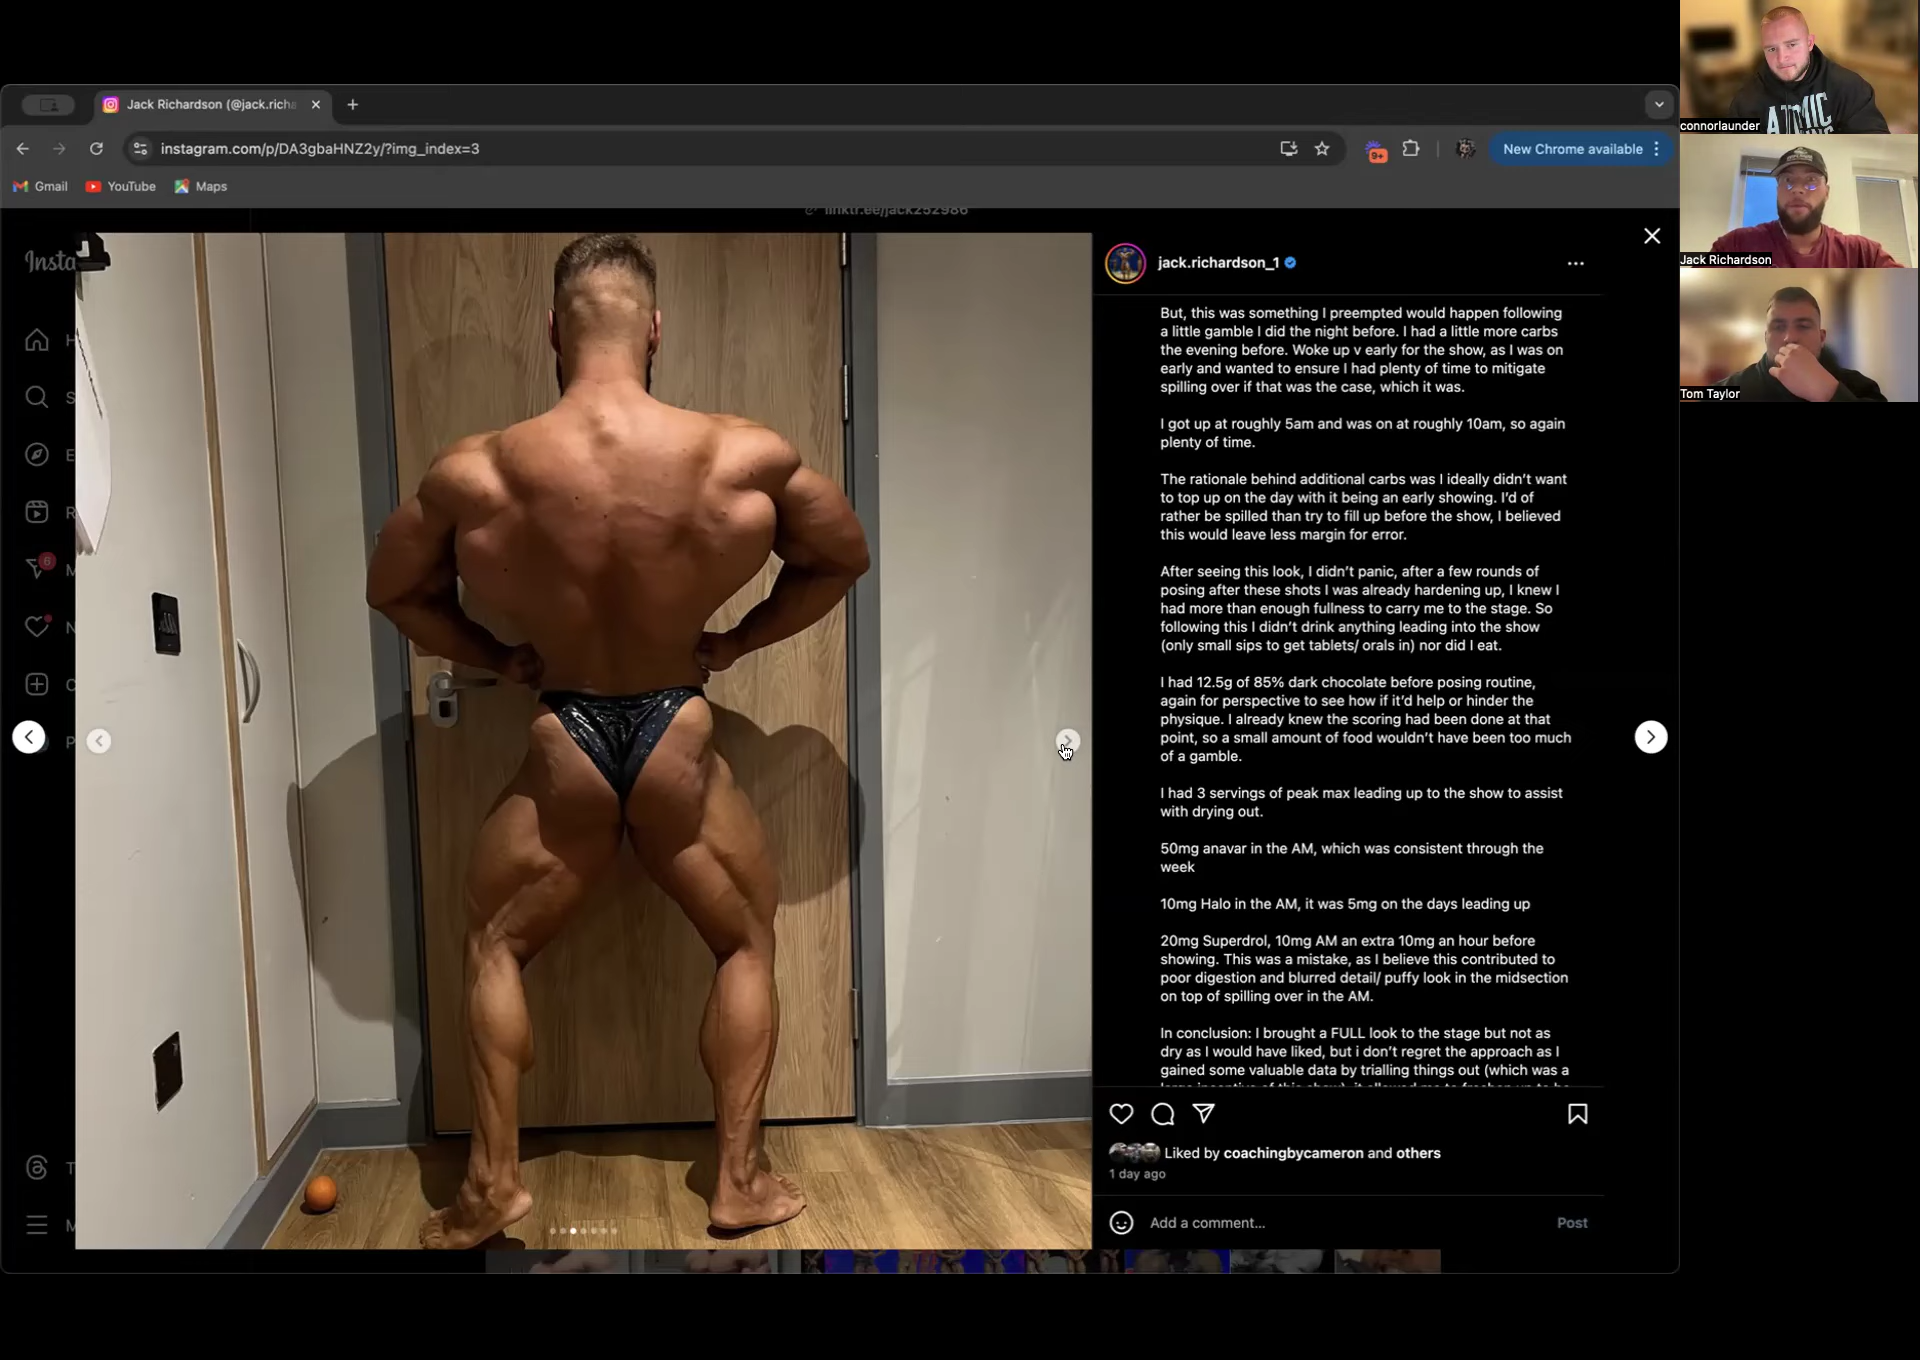 Jack Richardson (@jack.richa
instagram.com/p/DA3gbaHNZ2y/?img_index=3
9+
New Chrome available
Gmail
YouTube
Maps
linktr.ee/jack252986
Insta
H
S
E
R
8
M
N
C
P
T
M
jack.richardson_1
But, this was something I preempted would happen following
a little gamble I did the night before. I had a little more carbs
the evening before. Woke up v early for the show, as I was on
early and wanted to ensure I had plenty of time to mitigate
spilling over if that was the case, which it was.
I got up at roughly 5am and was on at roughly 10am, so again
plenty of time.
The rationale behind additional carbs was I ideally didn't want
to top up on the day with it being an early showing. I'd of
rather be spilled than try to fill up before the show, I believed
this would leave less margin for error.
After seeing this look, I didn't panic, after a few rounds of
posing after these shots I was already hardening up, I knew I
had more than enough fullness to carry me to the stage. So
following this I didn't drink anything leading into the show
(only small sips to get tablets/ orals in) nor did I eat.
I had 12.5g of 85% dark chocolate before posing routine,
again for perspective to see how if it'd help or hinder the
physique. I already knew the scoring had been done at that
point, so a small amount of food wouldn't have been too much
of a gamble.
I had 3 servings of peak max leading up to the show to assist
with drying out.
50mg anavar in the AM, which was consistent through the
week
10mg Halo in the AM, it was 5mg on the days leading up
20mg Superdrol, 10mg AM an extra 10mg an hour before
showing. This was a mistake, as I believe this contributed to
poor digestion and blurred detail/ puffy look in the midsection
on top of spilling over in the AM.
In conclusion: I brought a FULL look to the stage but not as
dry as I would have liked, but i don't regret the approach as I
gained some valuable data by trialling things out (which was a
Liked by coachingbycameron and others
1 day ago
Add a comment...
Post
connorlaunder
ATOMIC
Jack Richardson
Tom Taylor